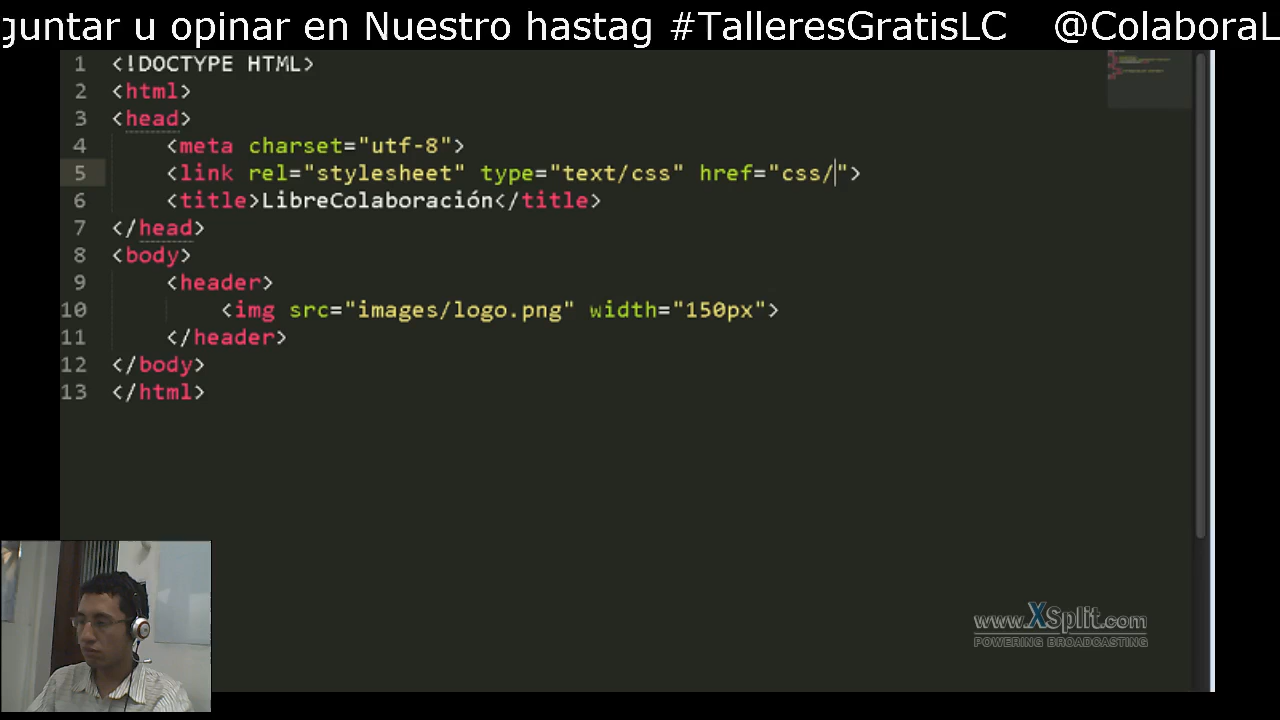 guntar u opinar en Nuestro hastag #TalleresGratisLC @ColaboraL
1 <!DOCTYPE HTML>
2 <html>
3 <head>
4 <meta charset="utf-8">
5 <link rel="stylesheet" type="text/css" href="css/">
6 <title>LibreColaboración</title>
7 </head>
8 <body>
9 <header>
10 <img src="images/logo.png" width="150px">
11 </header>
12 </body>
13 </html>
www.XSplit.com
POWERING BROADCASTING